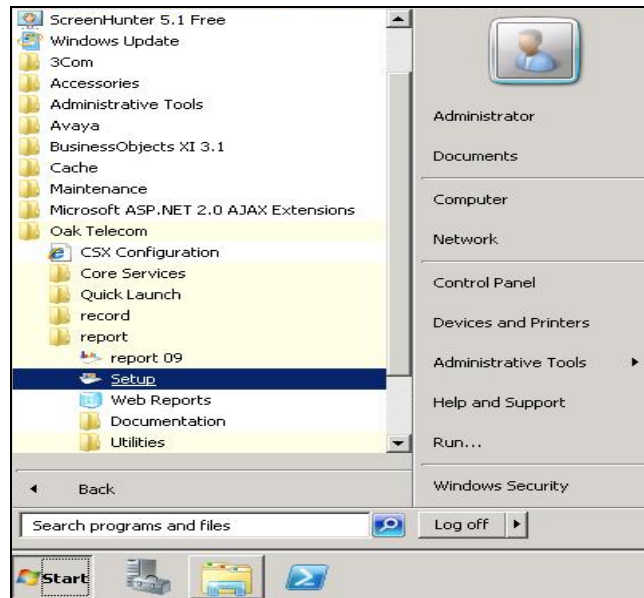 ScreenHunter 5.1 Free
Windows Update
3Com
Accessories
Administrative Tools
Avaya
BusinessObjects XI 3.1
Cache
Maintenance
Microsoft ASP.NET 2.0 AJAX Extensions
Oak Telecom
CSX Configuration
Core Services
Quick Launch
record
report
report 09
Setup
Web Reports
Documentation
Utilities
Back
Search programs and files
Administrator
Documents
Computer
Network
Control Panel
Devices and Printers
Administrative Tools
Help and Support
Run...
Windows Security
Log off
Start